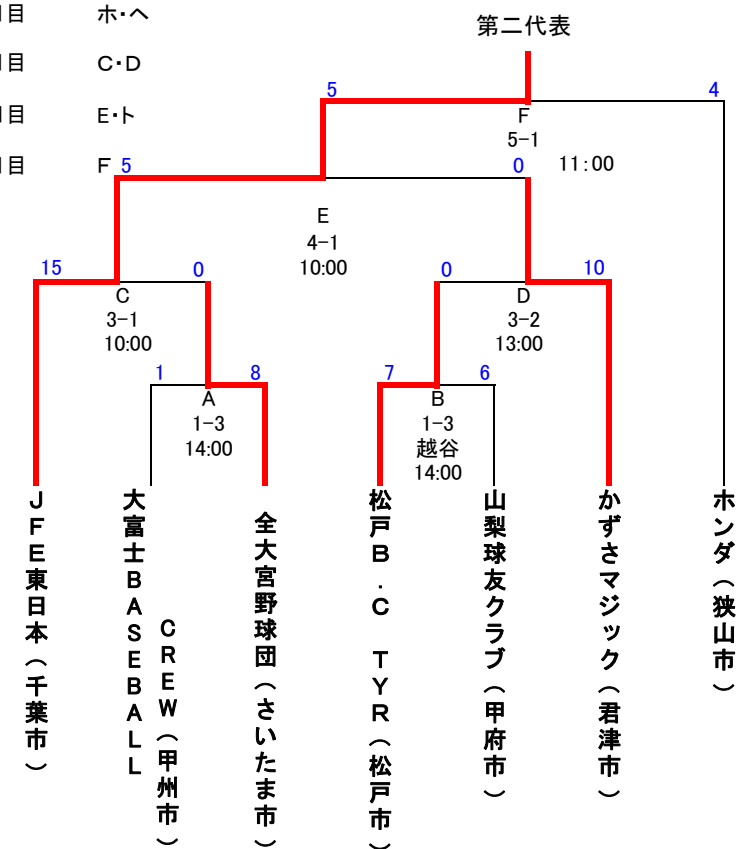 目 ホ・ヘ
第二代表
目 C・D
5 4
目 E・ト
F
5-1
目 F 5 0 11:00
E
4-1
10:00
15 0 0 10
C
3-1
10:00
D
3-2
13:00
1 8 7 6
A
1-3
14:00
B
1-3
越谷
14:00
JFE東日本(千葉市)
大富士BASEBALL
CREW(甲州市)
全大宮野球団(さいたま市)
松戸B.C TYR(松戸市)
山梨球友クラブ(甲府市)
かずさマジック(君津市)
ホンダ(狭山市)